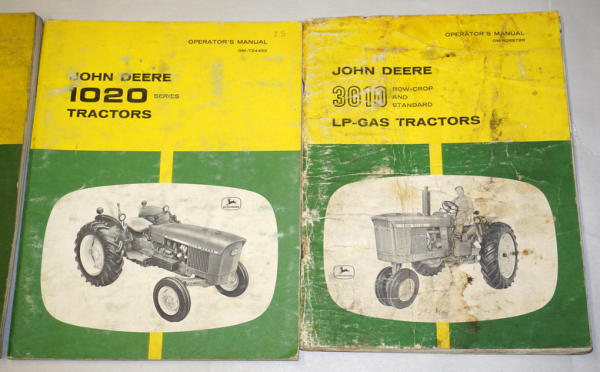 OPERATOR'S MANUAL
JOHN DEERE
1020 SERIES
TRACTORS
OPERATOR'S MANUAL
JOHN DEERE
3010 ROW-CROP
AND
STANDARD
LP-GAS TRACTORS